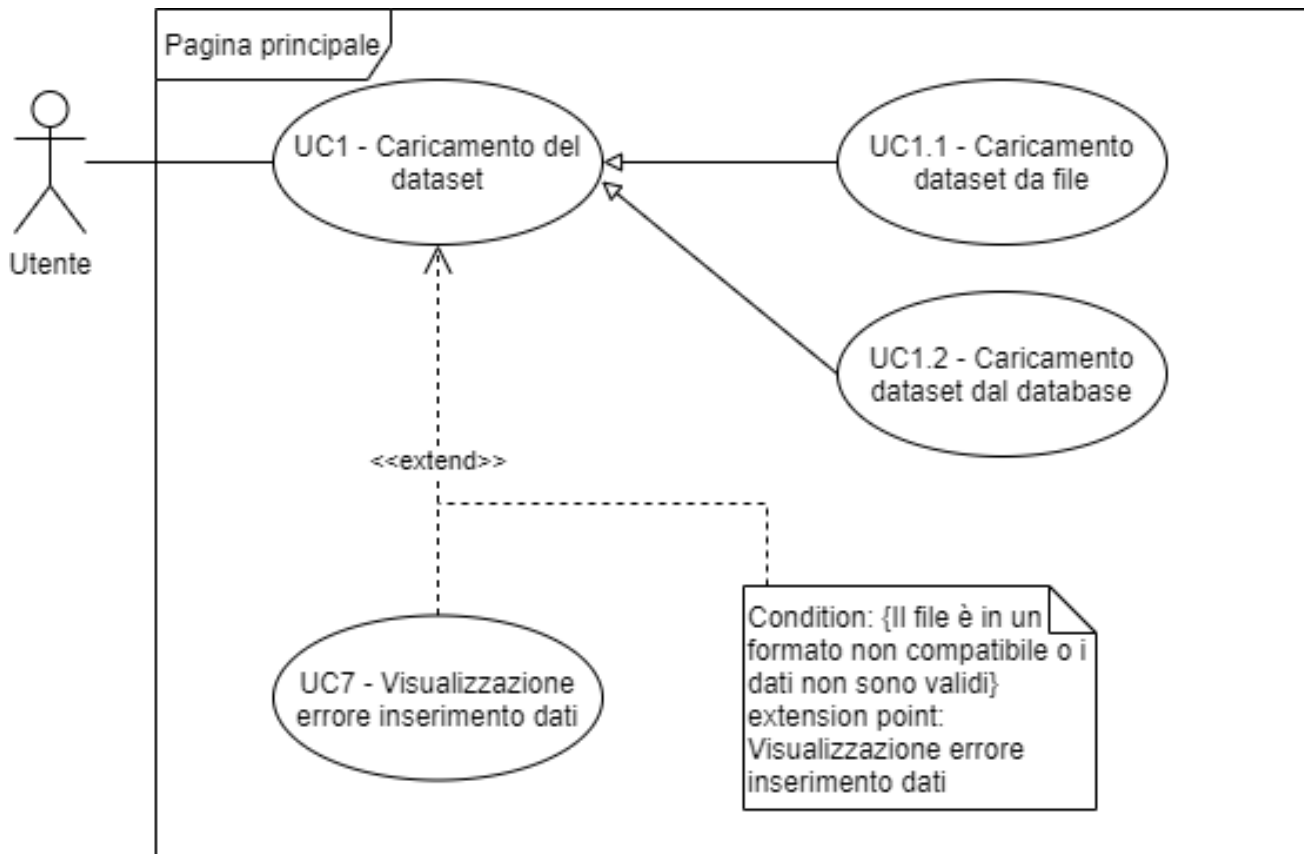 Pagina principale
UC1 - Caricamento del
dataset
UC1.1 - Caricamento
dataset da file
Utente
UC1.2 - Caricamento
dataset dal database
<<extend>>
UC7 - Visualizzazione
errore inserimento dati
Condition: {Il file è in un
formato non compatibile o i
dati non sono validi}
extension point:
Visualizzazione errore
inserimento dati